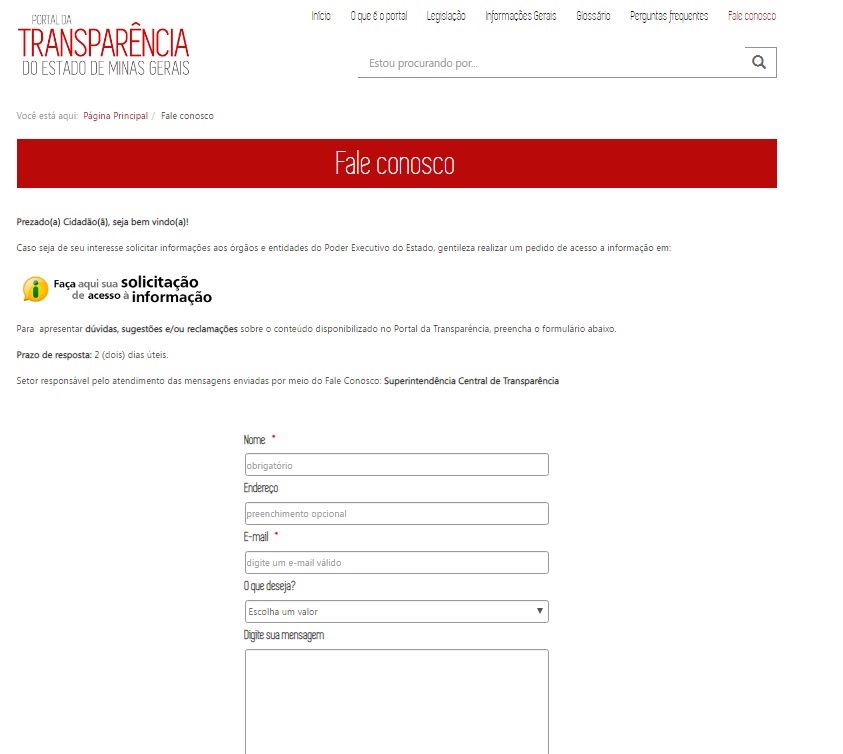 PORTAL DA
TRANSPARÊNCIA
DO ESTADO DE MINAS GERAIS
Início O que é o portal Legislação Informações Gerais Glossário Perguntas frequentes Fale conosco
Estou procurando por...
Você está aqui: Página Principal / Fale conosco
Fale conosco
Prezado(a) Cidadão(ã), seja bem vindo(a)!
Caso seja de seu interesse solicitar informações aos órgãos e entidades do Poder Executivo do Estado, gentileza realizar um pedido de acesso a informação em:
Faça aqui sua solicitação
de acesso à informação
Para apresentar dúvidas, sugestões e/ou reclamações sobre o conteúdo disponibilizado no Portal da Transparência, preencha o formulário abaixo.
Prazo de resposta: 2 (dois) dias úteis.
Setor responsável pelo atendimento das mensagens enviadas por meio do Fale Conosco: Superintendência Central de Transparência
Nome *
obrigatório
Endereço
preenchimento opcional
E-mail *
digite um e-mail válido
O que deseja?
Escolha um valor
Digite sua mensagem